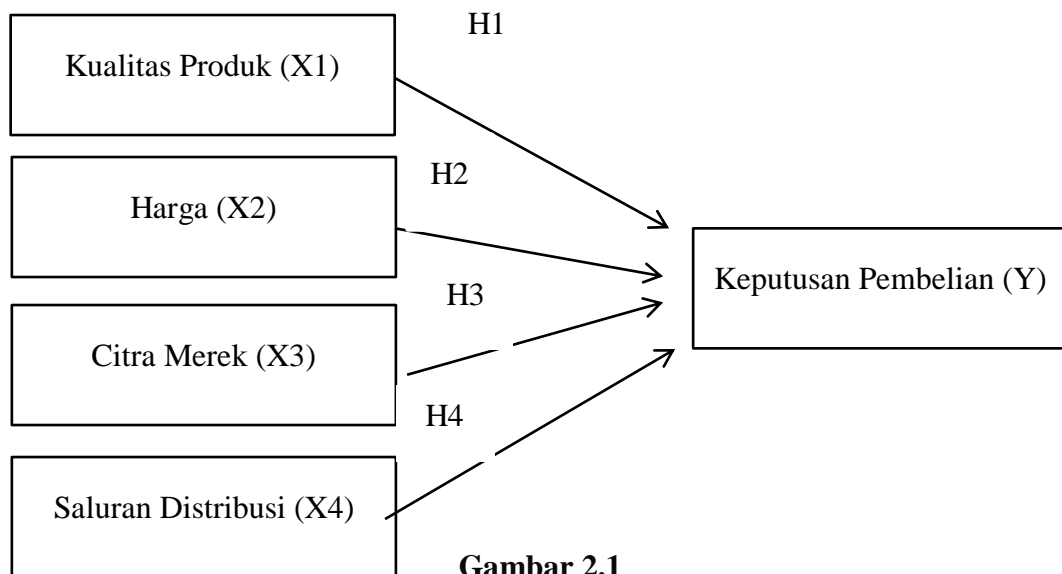 H1
Kualitas Produk (X1)
H2
Harga (X2)
Keputusan Pembelian (Y)
H3
Citra Merek (X3)
H4
Saluran Distribusi (X4)
Gambar 2.1